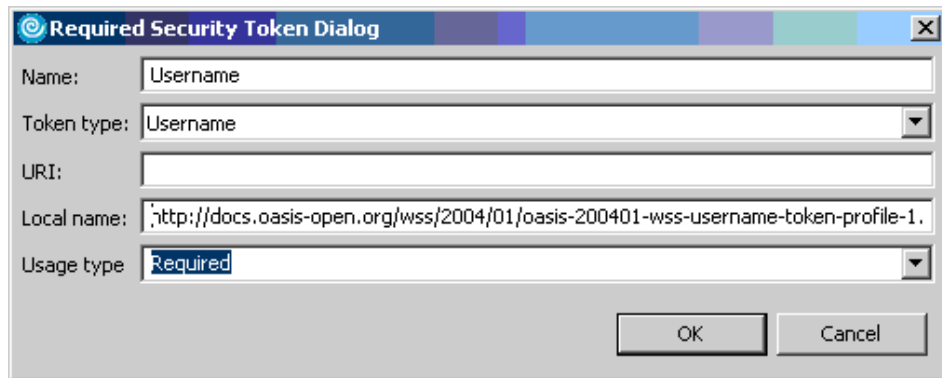 Required Security Token Dialog
Name: Username
Token type: Username
URI:
Local name: http://docs.oasis-open.org/wss/2004/01/oasis-200401-wss-username-token-profile-1.
Usage type Required
OK Cancel